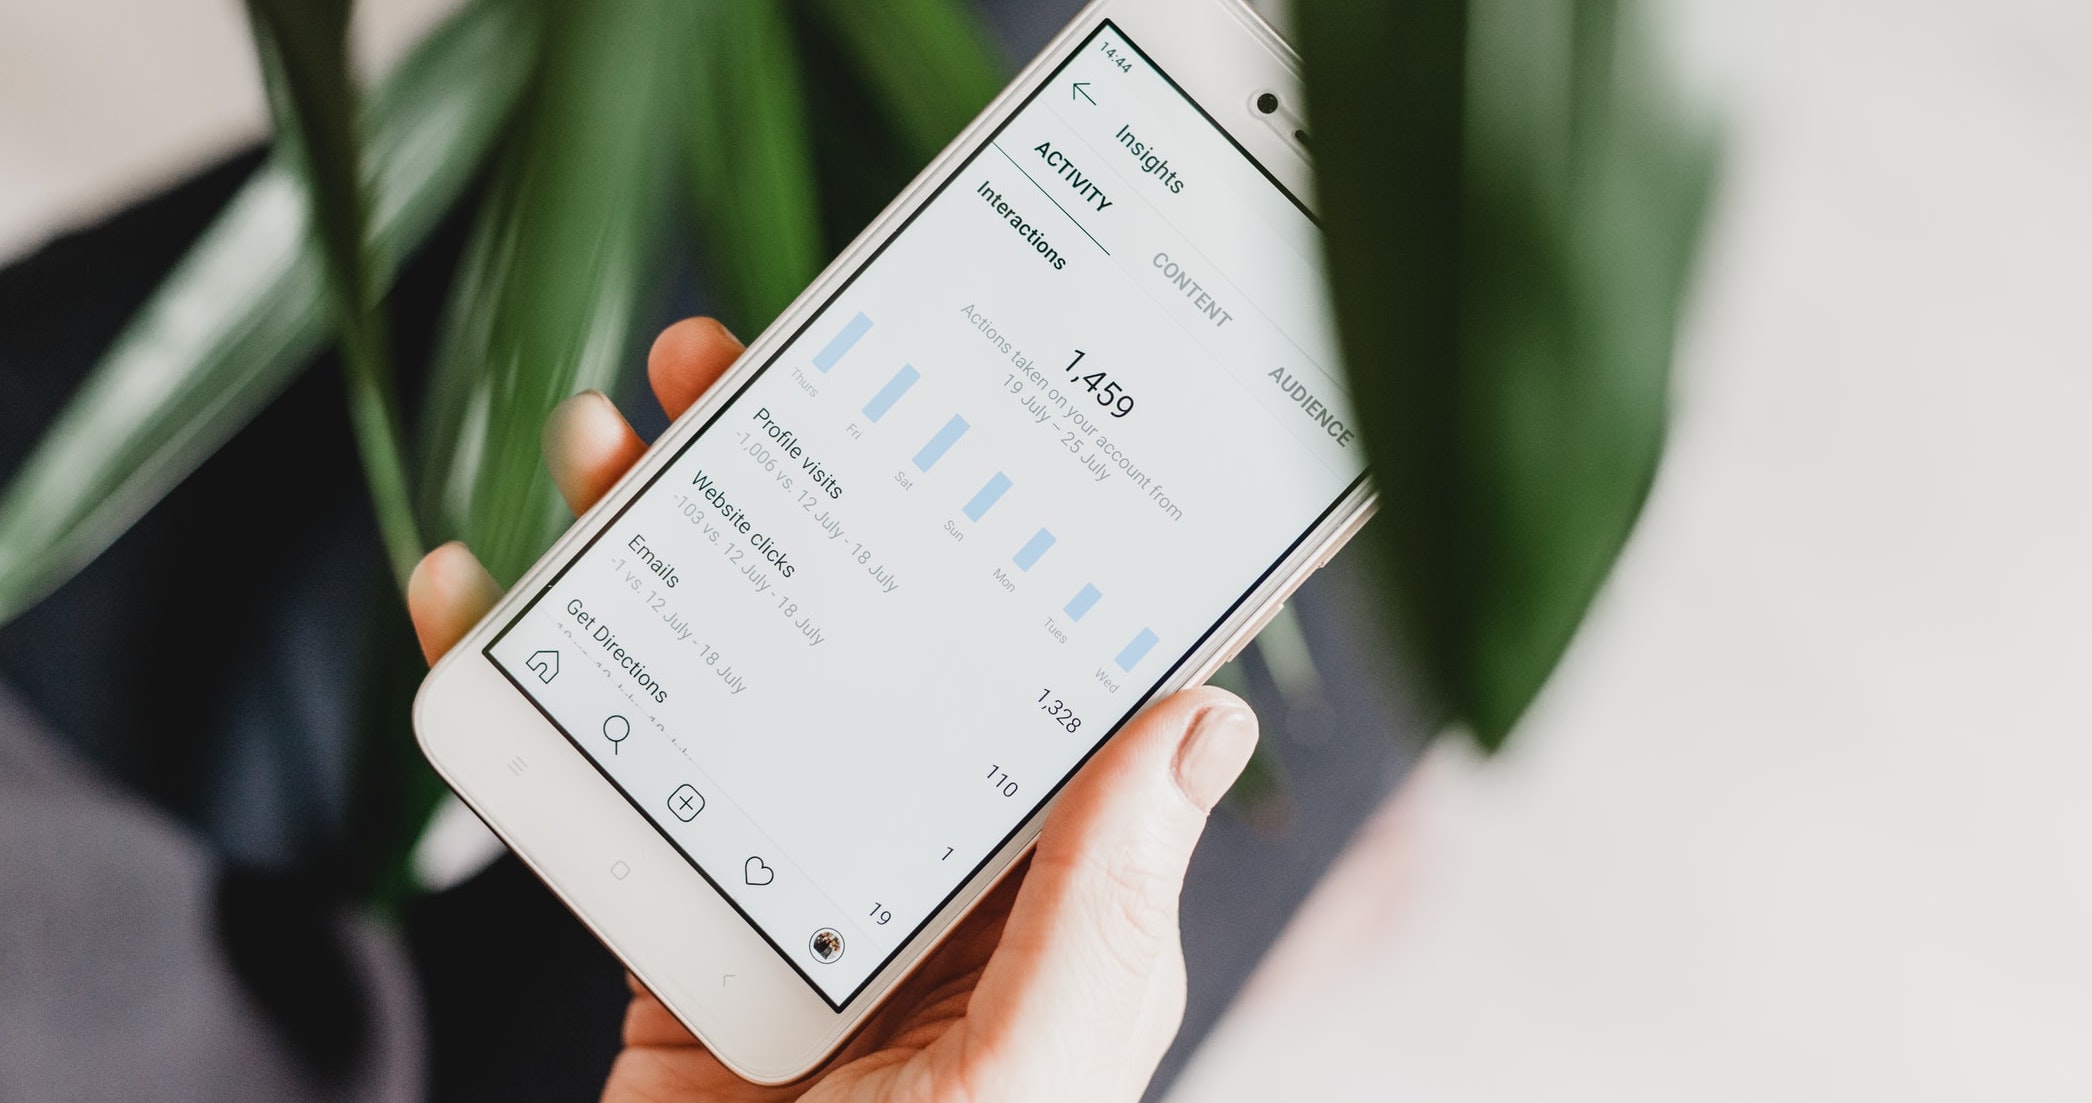 14:44
Insights
ACTIVITY
CONTENT
AUDIENCE
Interactions
1,459
Actions taken on your account from
19 July – 25 July
Thurs
Fri
Sat
Sun
Mon
Tues
Wed
Profile visits
1,328
-1,006 vs. 12 July - 18 July
Website clicks
110
-103 vs. 12 July - 18 July
Emails
1
-1 vs. 12 July - 18 July
Get Directions
19